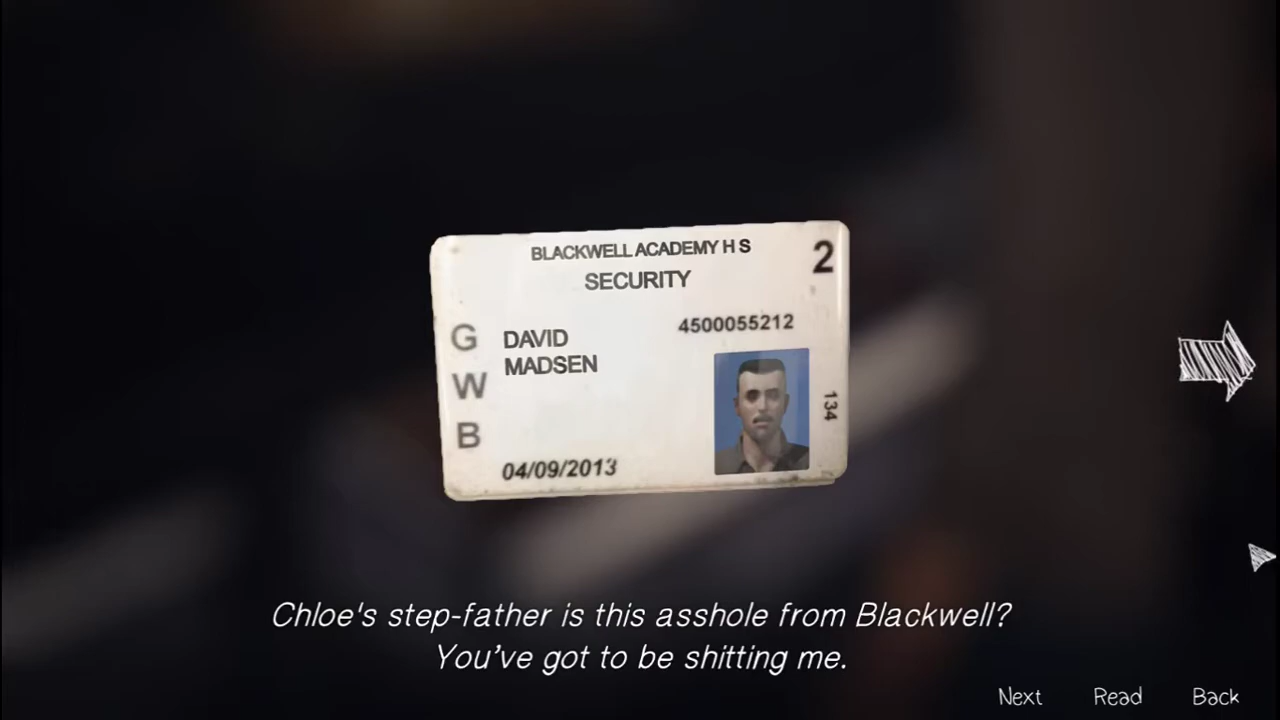 BLACKWELL ACADEMY H S
2
SECURITY
4500055212
G
DAVID
W
MADSEN
B
134
04/09/2013
Chloe's step-father is this asshole from Blackwell?
You've got to be shitting me.
Next Read Back